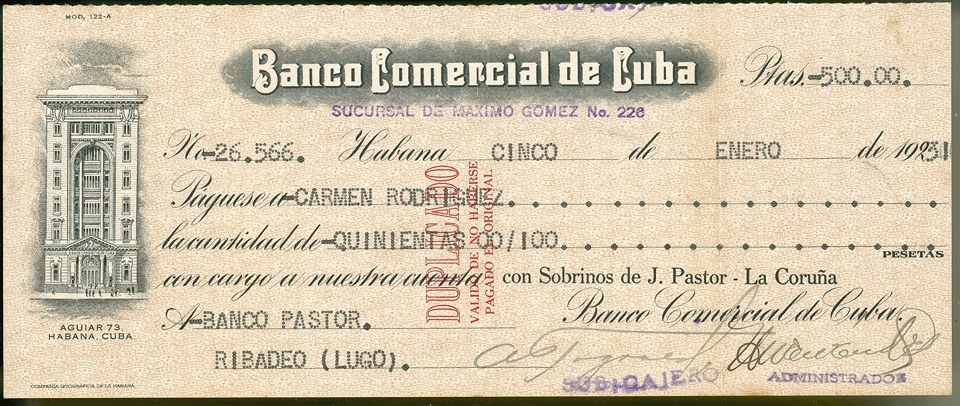 MOD. 122-A
Banco Comercial de Cuba
Ptas.-500.00.
SUCURSAL DE MAXIMO GOMEZ No. 226
No-26.566. Habana CINCO de ENERO de 1931
Páguese a-CARMEN RODRIGUEZ.
la cantidad de-QUINIENTAS 00/100.
PESETAS
con cargo a nuestra cuenta con Sobrinos de J. Pastor - La Coruña
A-BANCO PASTOR. Banco Comercial de Cuba.
RIBADEO (LUGO).
DUPLICADO
VALIDA DE NO HABERSE
PAGADO EL ORIGINAL
AGUIAR 73.
HABANA, CUBA
SUB-CAJERO
ADMINISTRADOR
COMPAÑIA LITOGRAFICA DE LA HABANA